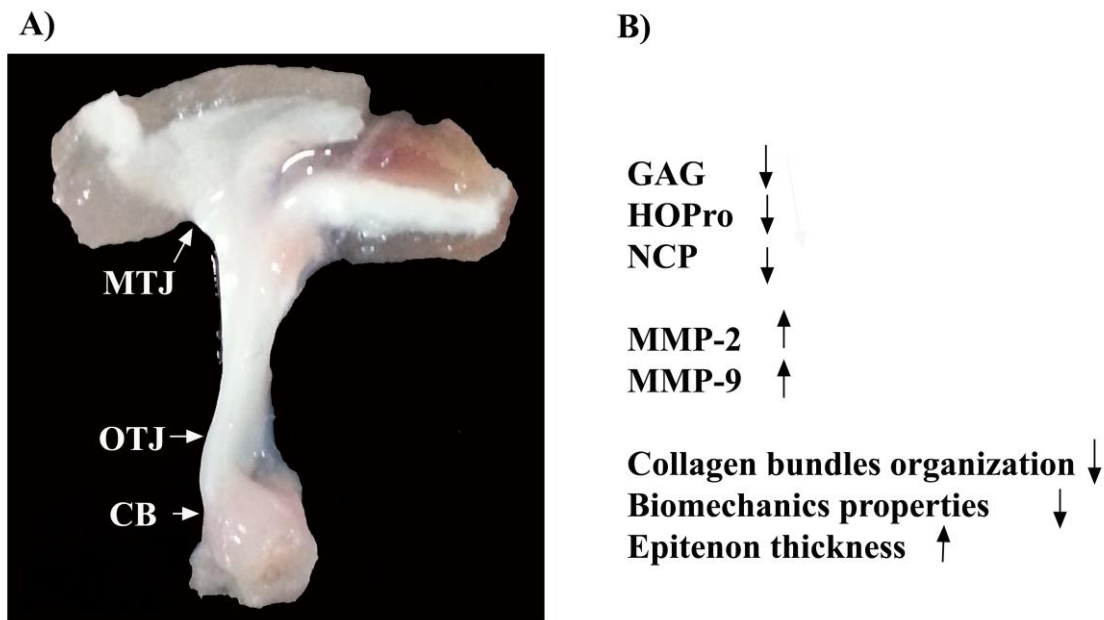 A)
MTJ
OTJ
CB
B)
GAG ↓
HOPro ↓
NCP ↓
MMP-2 ↑
MMP-9 ↑
Collagen bundles organization ↓
Biomechanics properties ↓
Epitenon thickness ↑